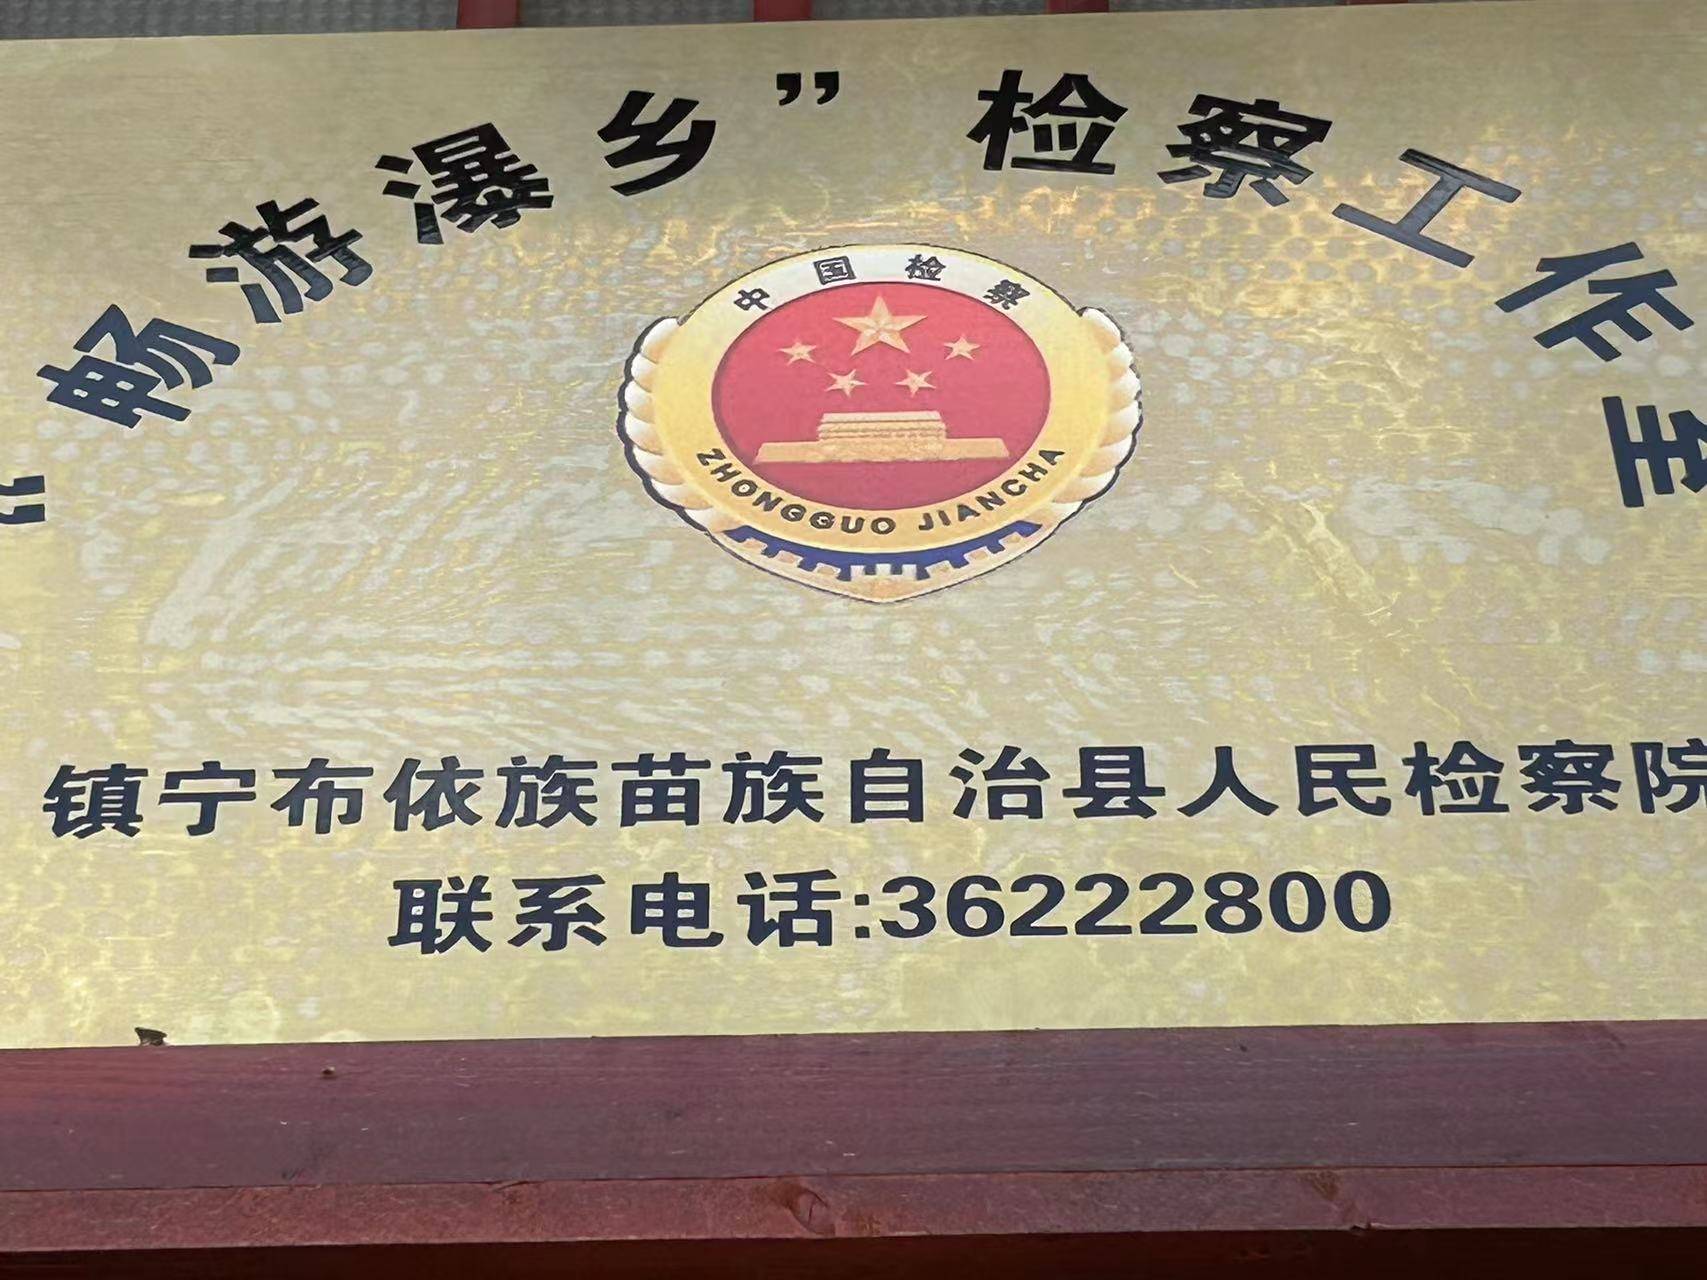 “畅游瀑乡”检察工作室
中国检察
ZHONGGUO JIANCHA
镇宁布依族苗族自治县人民检察院
联系电话:36222800